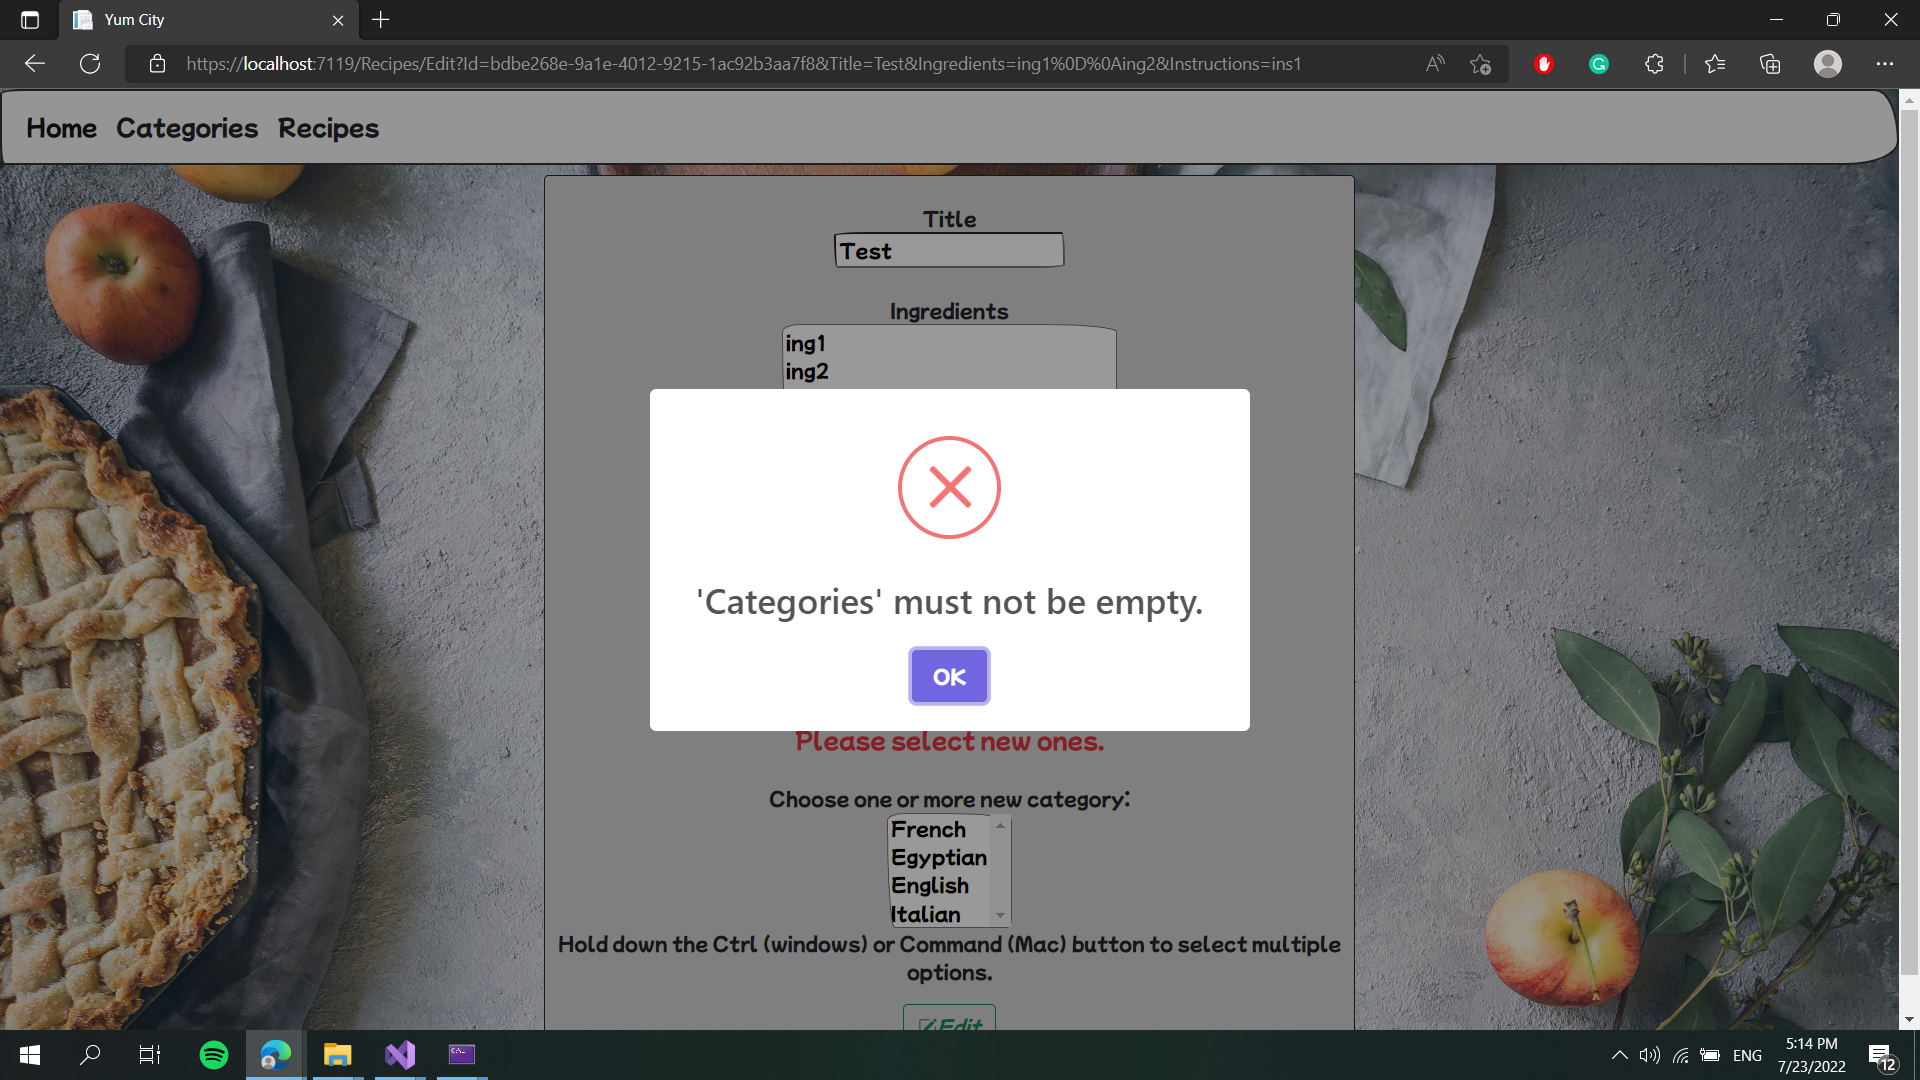 Yum City
https://localhost:7119/Recipes/Edit?Id=bdbe268e-9a1e-4012-9215-1ac92b3aa7f8&Title=Test&Ingredients=ing1%0D%0Aing2&Instructions=ins1
Home Categories Recipes
Title
Test
Ingredients
ing1
ing2
'Categories' must not be empty.
OK
Please select new ones.
Choose one or more new category:
French
Egyptian
English
Italian
Hold down the Ctrl (windows) or Command (Mac) button to select multiple
options.
Edit
ENG
5:14 PM
7/23/2022
12